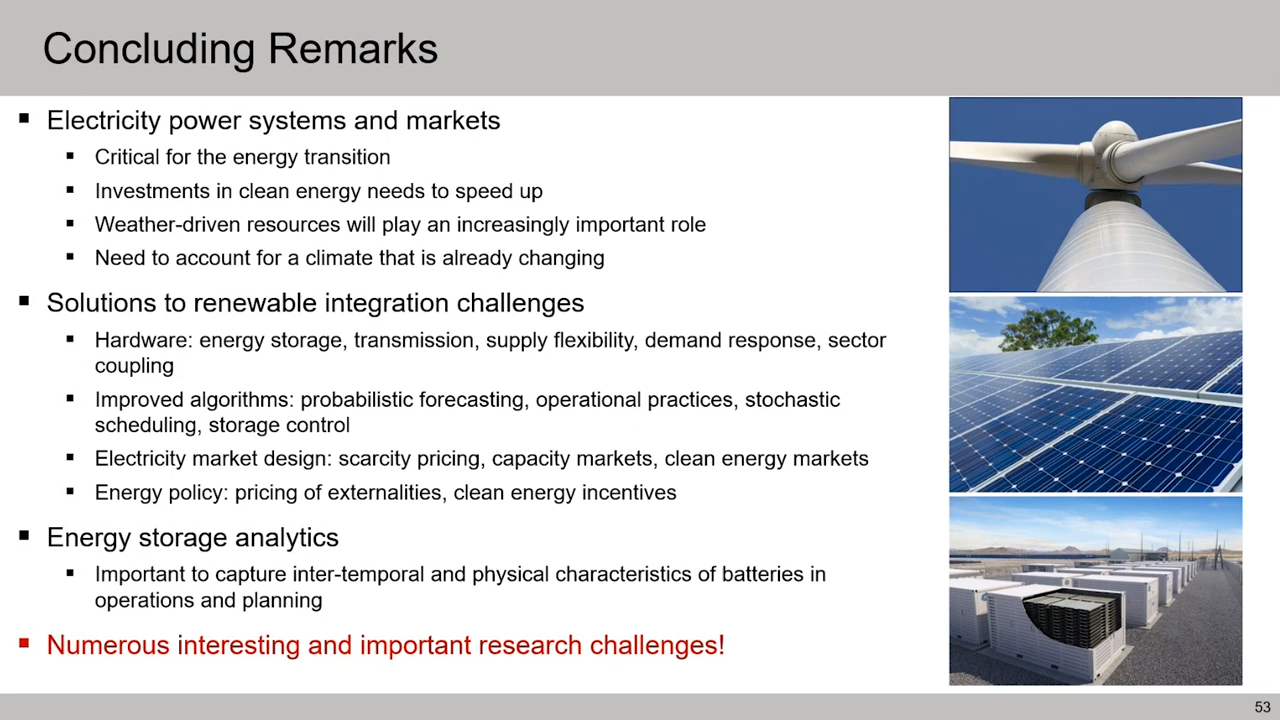 Concluding Remarks
▪ Electricity power systems and markets
▪ Critical for the energy transition
▪ Investments in clean energy needs to speed up
▪ Weather-driven resources will play an increasingly important role
▪ Need to account for a climate that is already changing
▪ Solutions to renewable integration challenges
▪ Hardware: energy storage, transmission, supply flexibility, demand response, sector
coupling
▪ Improved algorithms: probabilistic forecasting, operational practices, stochastic
scheduling, storage control
▪ Electricity market design: scarcity pricing, capacity markets, clean energy markets
▪ Energy policy: pricing of externalities, clean energy incentives
▪ Energy storage analytics
▪ Important to capture inter-temporal and physical characteristics of batteries in
operations and planning
▪ Numerous interesting and important research challenges!
53